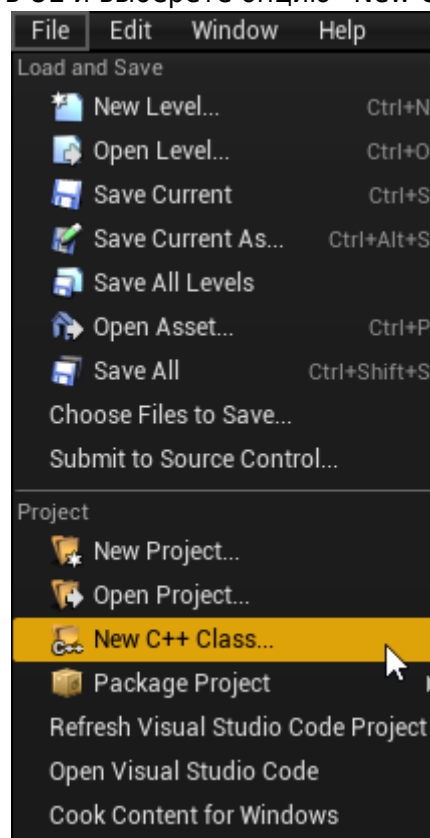 File Edit Window Help
Load and Save
New Level... Ctrl+N
Open Level... Ctrl+O
Save Current Ctrl+S
Save Current As... Ctrl+Alt+S
Save All Levels
Open Asset... Ctrl+P
Save All Ctrl+Shift+S
Choose Files to Save...
Submit to Source Control...
Project
New Project...
Open Project...
C++ New C++ Class...
Package Project
Refresh Visual Studio Code Project
Open Visual Studio Code
Cook Content for Windows